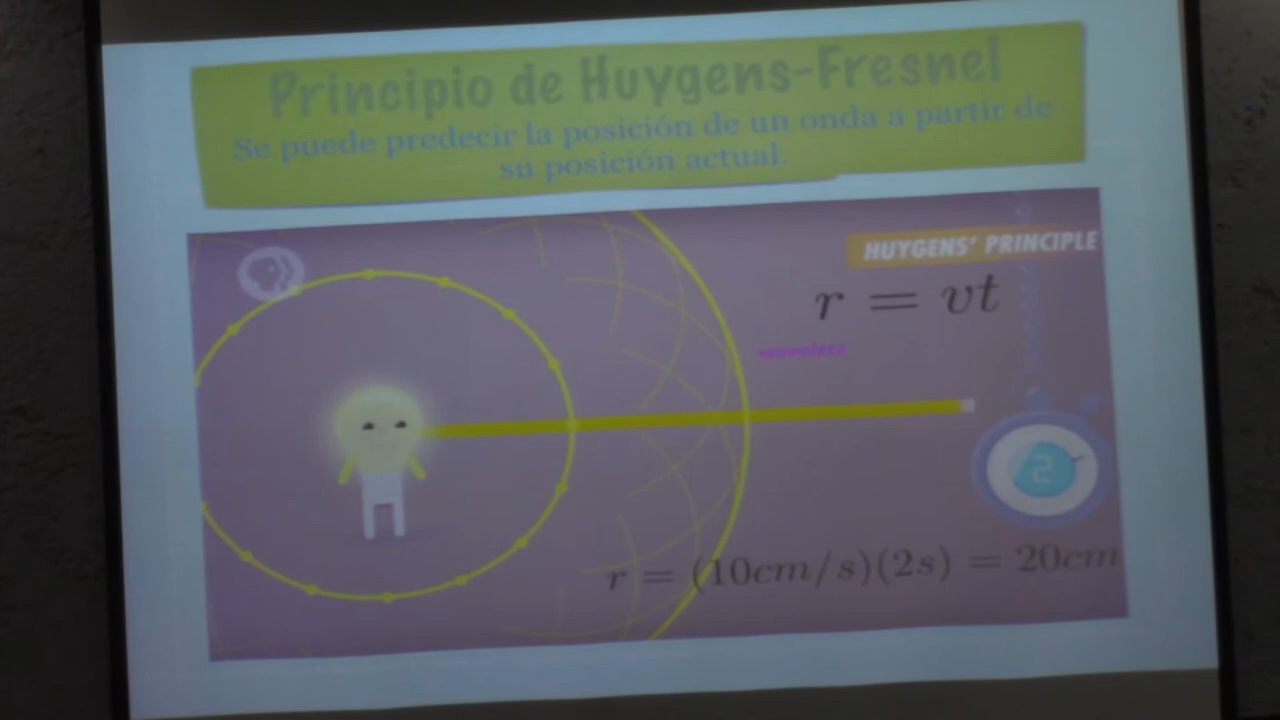 Principio de Huygens-Fresnel
Se puede predecir la posición de un onda a partir de
su posición actual.
HUYGENS' PRINCIPLE
r = vt
2
r = (10cm/s)(2s) = 20cm